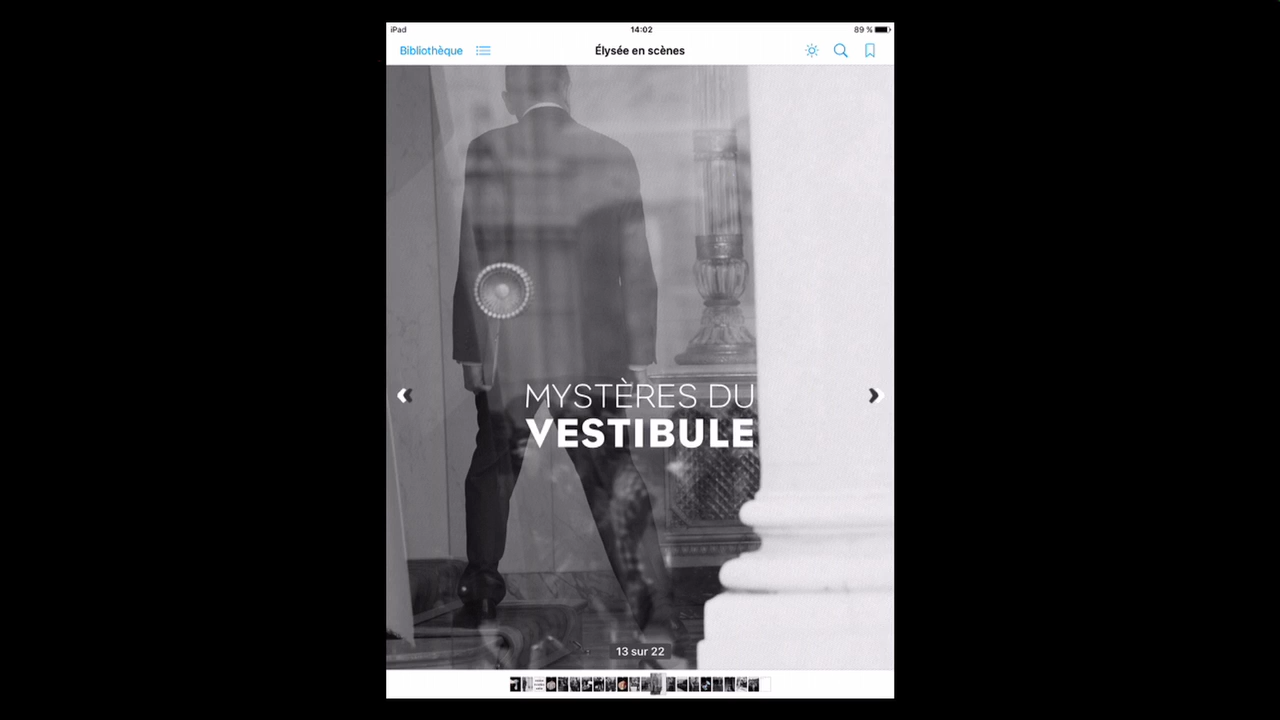 iPad 14:02 89 %
Bibliothèque Élysée en scènes
MYSTÈRES DU
VESTIBULE
13 sur 22